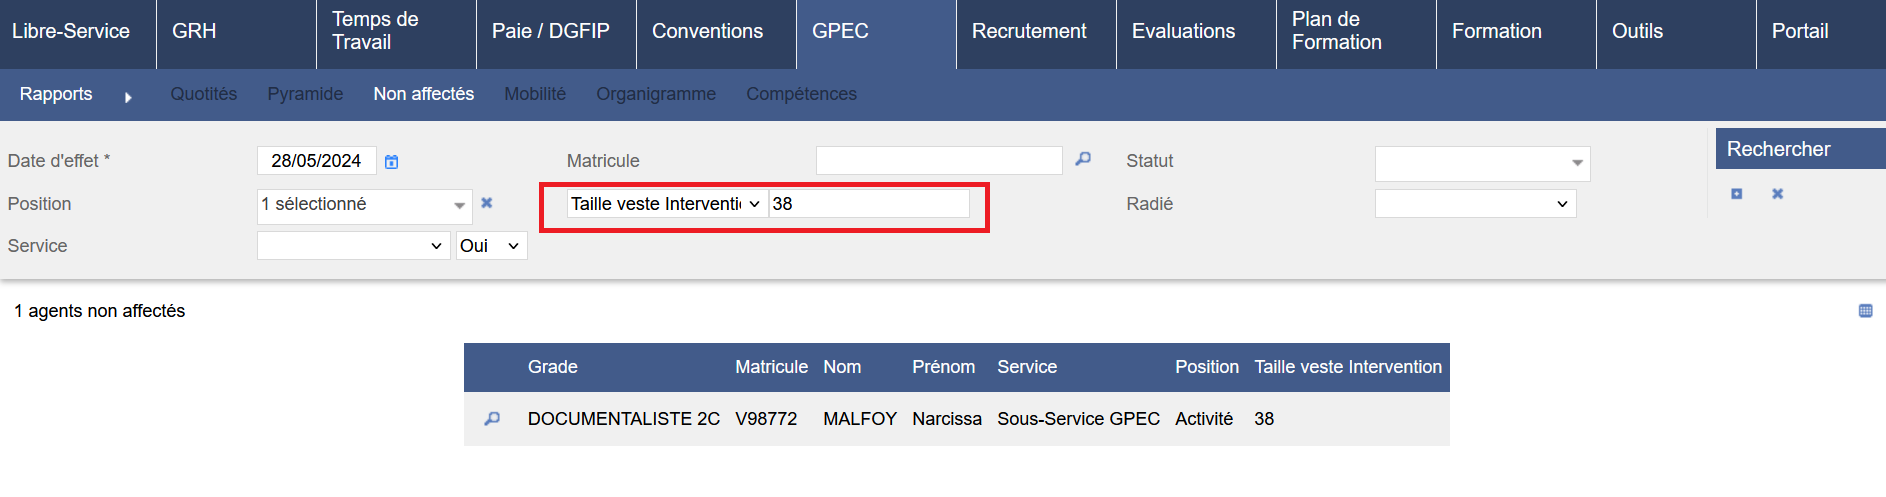 Libre-Service GRH Temps de Travail Paie / DGFIP Conventions GPEC Recrutement Evaluations Plan de Formation Formation Outils Portail
Rapports Quotités Pyramide Non affectés Mobilité Organigramme Compétences
Date d'effet * 28/05/2024 Matricule Statut Rechercher
Position 1 sélectionné Taille veste Interventi 38 Radié
Service Oui
1 agents non affectés
Grade Matricule Nom Prénom Service Position Taille veste Intervention
DOCUMENTALISTE 2C V98772 MALFOY Narcissa Sous-Service GPEC Activité 38